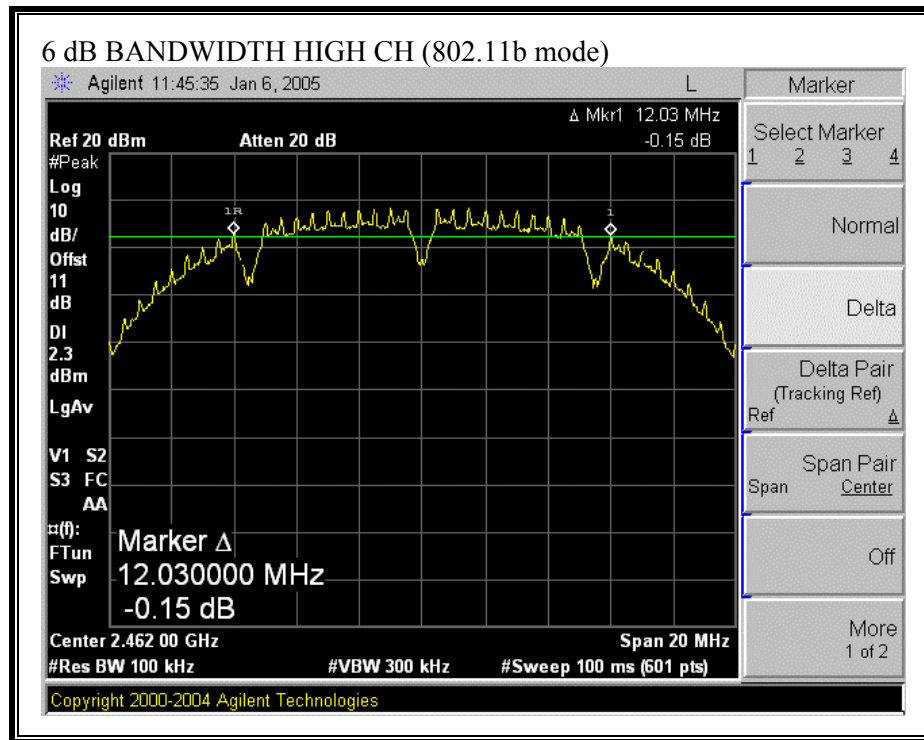 6 dB BANDWIDTH HIGH CH (802.11b mode)
Agilent 11:45:35 Jan 6, 2005 L
Δ Mkr1 12.03 MHz
Ref 20 dBm Atten 20 dB -0.15 dB
#Peak
Log
10
dB/
Offst
11
dB
DI
2.3
dBm
LgAv
V1 S2
S3 FC
AA
¤(f):
FTun
Swp
1R
1
Marker Δ
12.030000 MHz
-0.15 dB
Center 2.462 00 GHz Span 20 MHz
#Res BW 100 kHz #VBW 300 kHz #Sweep 100 ms (601 pts)
Copyright 2000-2004 Agilent Technologies
Marker
Select Marker
1 2 3 4
Normal
Delta
Delta Pair
(Tracking Ref)
Ref Δ
Span Pair
Span Center
Off
More
1 of 2